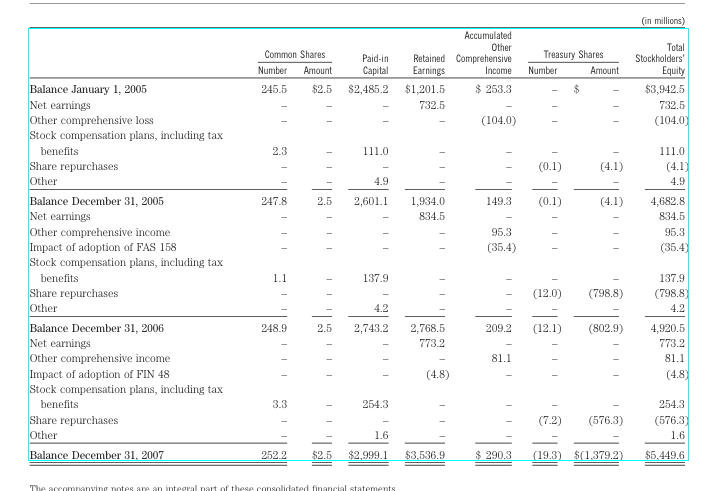 (in millions)
Accumulated
Other Total
Common Shares Paid-in Retained Comprehensive Treasury Shares Stockholders'
Number Amount Capital Earnings Income Number Amount Equity
Balance January 1, 2005 245.5 $2.5 $2,485.2 $1,201.5 $ 253.3 – $ – $3,942.5
Net earnings – – – 732.5 – – – 732.5
Other comprehensive loss – – – – (104.0) – – (104.0)
Stock compensation plans, including tax
benefits 2.3 – 111.0 – – – – 111.0
Share repurchases – – – – – (0.1) (4.1) (4.1)
Other – – 4.9 – – – – 4.9
Balance December 31, 2005 247.8 2.5 2,601.1 1,934.0 149.3 (0.1) (4.1) 4,682.8
Net earnings – – – 834.5 – – – 834.5
Other comprehensive income – – – – 95.3 – – 95.3
Impact of adoption of FAS 158 – – – – (35.4) – – (35.4)
Stock compensation plans, including tax
benefits 1.1 – 137.9 – – – – 137.9
Share repurchases – – – – – (12.0) (798.8) (798.8)
Other – – 4.2 – – – – 4.2
Balance December 31, 2006 248.9 2.5 2,743.2 2,768.5 209.2 (12.1) (802.9) 4,920.5
Net earnings – – – 773.2 – – – 773.2
Other comprehensive income – – – – 81.1 – – 81.1
Impact of adoption of FIN 48 – – – (4.8) – – – (4.8)
Stock compensation plans, including tax
benefits 3.3 – 254.3 – – – – 254.3
Share repurchases – – – – – (7.2) (576.3) (576.3)
Other – – 1.6 – – – – 1.6
Balance December 31, 2007 252.2 $2.5 $2,999.1 $3,536.9 $ 290.3 (19.3) $(1,379.2) $5,449.6
The accompanying notes are an integral part of these consolidated financial statements